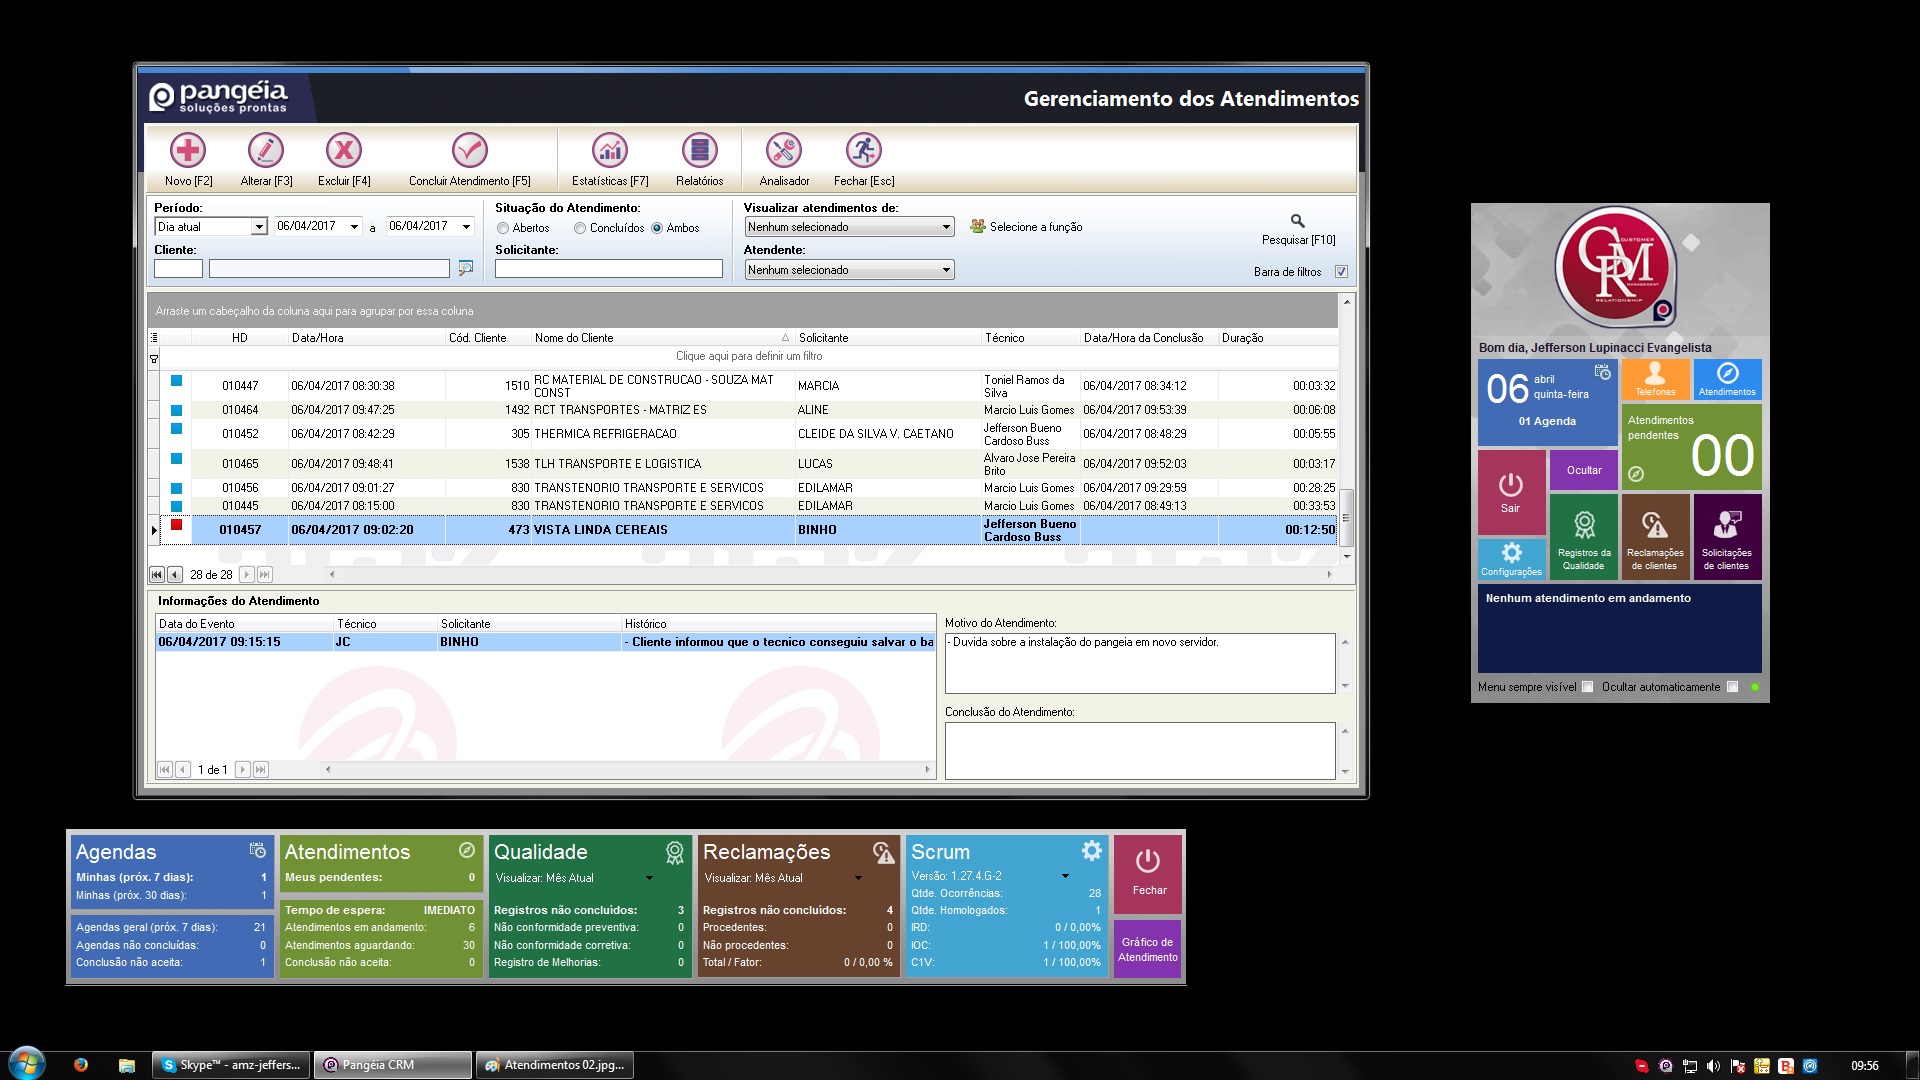 pangéia
soluções prontas
Gerenciamento dos Atendimentos
Novo [F2]
Alterar [F3]
Excluir [F4]
Concluir Atendimento [F5]
Estatísticas [F7]
Relatórios
Analisador
Fechar [Esc]
Período:
Dia atual
06/04/2017
a
06/04/2017
Situação do Atendimento:
Abertos
Concluídos
Ambos
Visualizar atendimentos de:
Nenhum selecionado
Selecione a função
Pesquisar [F10]
Cliente:
Solicitante:
Atendente:
Nenhum selecionado
Barra de filtros
Arraste um cabeçalho da coluna aqui para agrupar por essa coluna
HD Data/Hora Cód. Cliente Nome do Cliente Solicitante Técnico Data/Hora da Conclusão Duração
Clique aqui para definir um filtro
010447 06/04/2017 08:30:38 1510 RC MATERIAL DE CONSTRUCAO - SOUZA MAT CONST MARCIA Toniel Ramos da Silva 06/04/2017 08:34:12 00:03:32
010464 06/04/2017 09:47:25 1492 RCT TRANSPORTES - MATRIZ ES ALINE Marcio Luis Gomes 06/04/2017 09:53:39 00:06:08
010452 06/04/2017 08:42:29 305 THERMICA REFRIGERACAO CLEIDE DA SILVA V. CAETANO Jefferson Bueno Cardoso Buss 06/04/2017 08:48:29 00:05:55
010465 06/04/2017 09:48:41 1538 TLH TRANSPORTE E LOGISTICA LUCAS Alvaro Jose Pereira Brito 06/04/2017 09:52:03 00:03:17
010456 06/04/2017 09:01:27 830 TRANSTENORIO TRANSPORTE E SERVICOS EDILAMAR Marcio Luis Gomes 06/04/2017 09:29:59 00:28:25
010445 06/04/2017 08:15:00 830 TRANSTENORIO TRANSPORTE E SERVICOS EDILAMAR Marcio Luis Gomes 06/04/2017 08:49:13 00:33:53
010457 06/04/2017 09:02:20 473 VISTA LINDA CEREAIS BINHO Jefferson Bueno Cardoso Buss 00:12:50
28 de 28
Informações do Atendimento
Data do Evento Técnico Solicitante Histórico
06/04/2017 09:15:15 JC BINHO - Cliente informou que o tecnico conseguiu salvar o ba
1 de 1
Motivo do Atendimento:
- Duvida sobre a instalação do pangeia em novo servidor.
Conclusão do Atendimento:
CRM
CUSTOMER
MANAGEMENT
RELATIONSHIP
Bom dia, Jefferson Lupinacci Evangelista
06
abril
quinta-feira
01 Agenda
Telefones
Atendimentos
Atendimentos
pendentes
00
Sair
Ocultar
Configurações
Registros da
Qualidade
Reclamações
de clientes
Solicitações
de clientes
Nenhum atendimento em andamento
Menu sempre visível
Ocultar automaticamente
Agendas
Minhas (próx. 7 dias): 1
Minhas (próx. 30 dias): 1
Agendas geral (próx. 7 dias): 21
Agendas não concluídas: 0
Conclusão não aceita: 1
Atendimentos
Meus pendentes: 0
Tempo de espera: IMEDIATO
Atendimentos em andamento: 6
Atendimentos aguardando: 30
Conclusão não aceita: 0
Qualidade
Visualizar: Mês Atual
Registros não concluídos: 3
Não conformidade preventiva: 0
Não conformidade corretiva: 0
Registro de Melhorias: 0
Reclamações
Visualizar: Mês Atual
Registros não concluídos: 4
Procedentes: 0
Não procedentes: 0
Total / Fator: 0 / 0,00 %
Scrum
Versão: 1.27.4.G-2
Qtde. Ocorrências: 28
Qtde. Homologados: 1
IRD: 0 / 0,00%
IOC: 1 / 100,00%
C1V: 1 / 100,00%
Fechar
Gráfico de
Atendimento
Skype™ - amz-jeffers...
Pangéia CRM
Atendimentos 02.jpg...
09:56